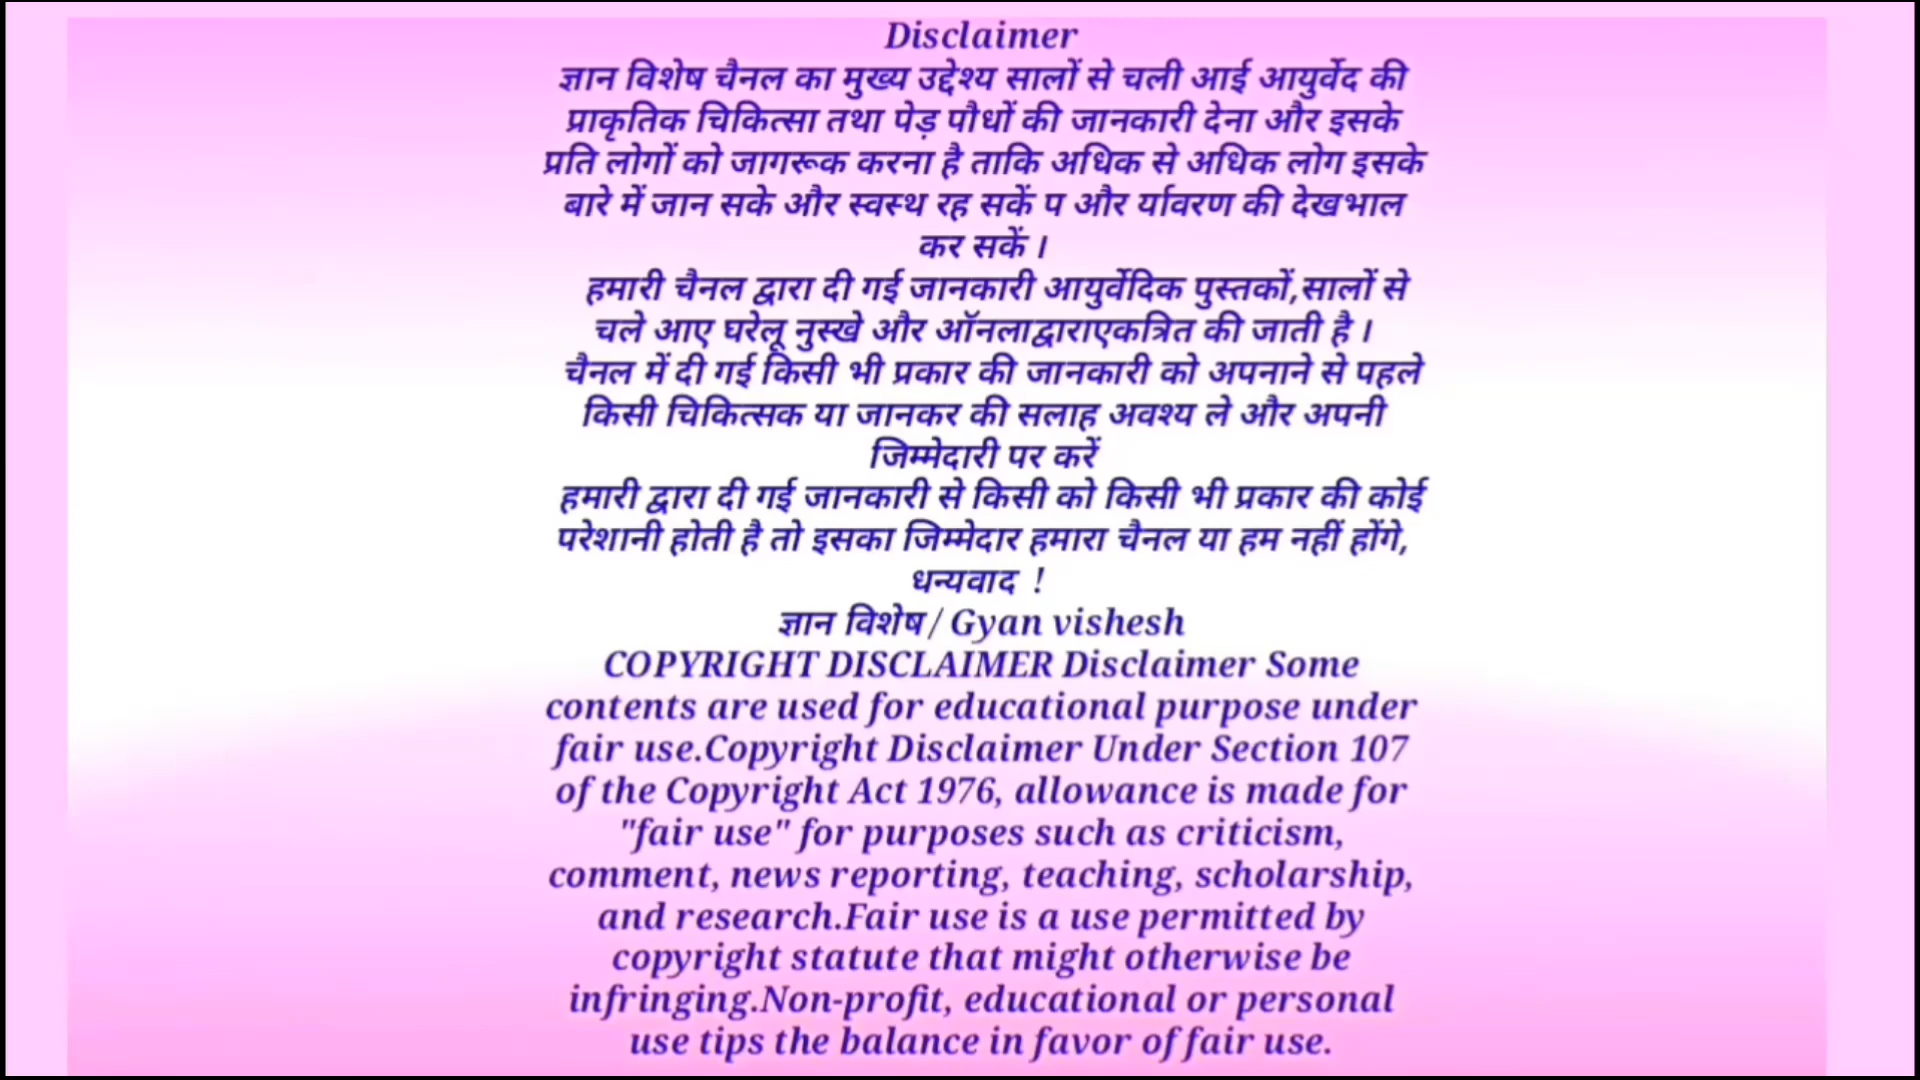 Disclaimer
ज्ञान विशेष चैनल का मुख्य उद्देश्य सालों से चली आई आयुर्वेद की
प्राकृतिक चिकित्सा तथा पेड़ पौधों की जानकारी देना और इसके
प्रति लोगों को जागरूक करना है ताकि अधिक से अधिक लोग इसके
बारे में जान सके और स्वस्थ रह सकें प और र्यावरण की देखभाल
कर सकें ।
हमारी चैनल द्वारा दी गई जानकारी आयुर्वेदिक पुस्तकों,सालों से
चले आए घरेलू नुस्खे और ऑनलाद्वाराएकत्रित की जाती है ।
चैनल में दी गई किसी भी प्रकार की जानकारी को अपनाने से पहले
किसी चिकित्सक या जानकर की सलाह अवश्य ले और अपनी
जिम्मेदारी पर करें
हमारी द्वारा दी गई जानकारी से किसी को किसी भी प्रकार की कोई
परेशानी होती है तो इसका जिम्मेदार हमारा चैनल या हम नहीं होंगे,
धन्यवाद !
ज्ञान विशेष/ Gyan vishesh
COPYRIGHT DISCLAIMER Disclaimer Some
contents are used for educational purpose under
fair use.Copyright Disclaimer Under Section 107
of the Copyright Act 1976, allowance is made for
"fair use" for purposes such as criticism,
comment, news reporting, teaching, scholarship,
and research.Fair use is a use permitted by
copyright statute that might otherwise be
infringing.Non-profit, educational or personal
use tips the balance in favor of fair use.